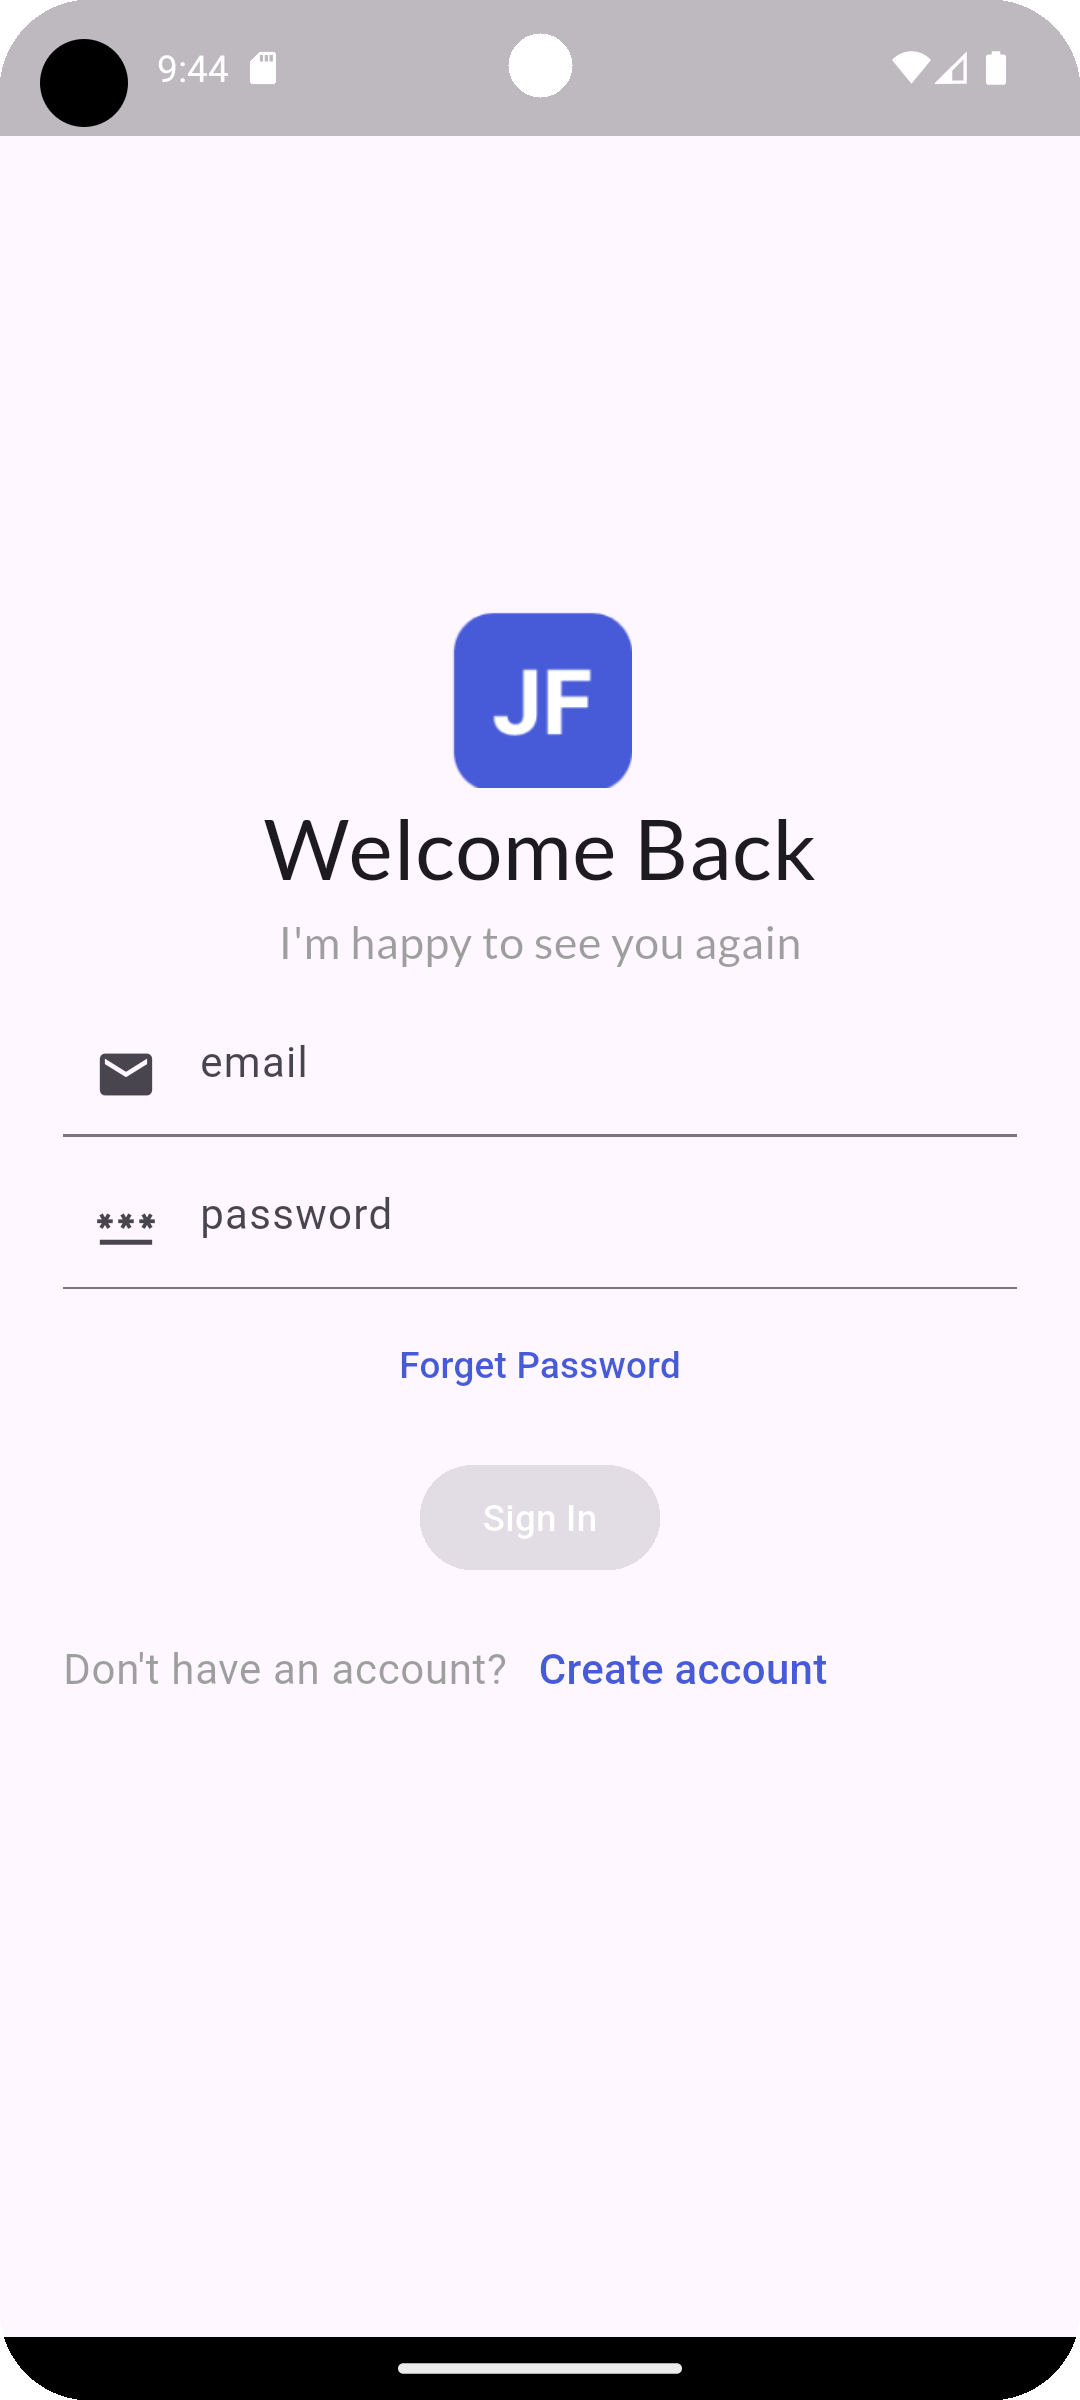 9:44
JF
Welcome Back
I'm happy to see you again
email
password
Forget Password
Sign In
Don't have an account? Create account